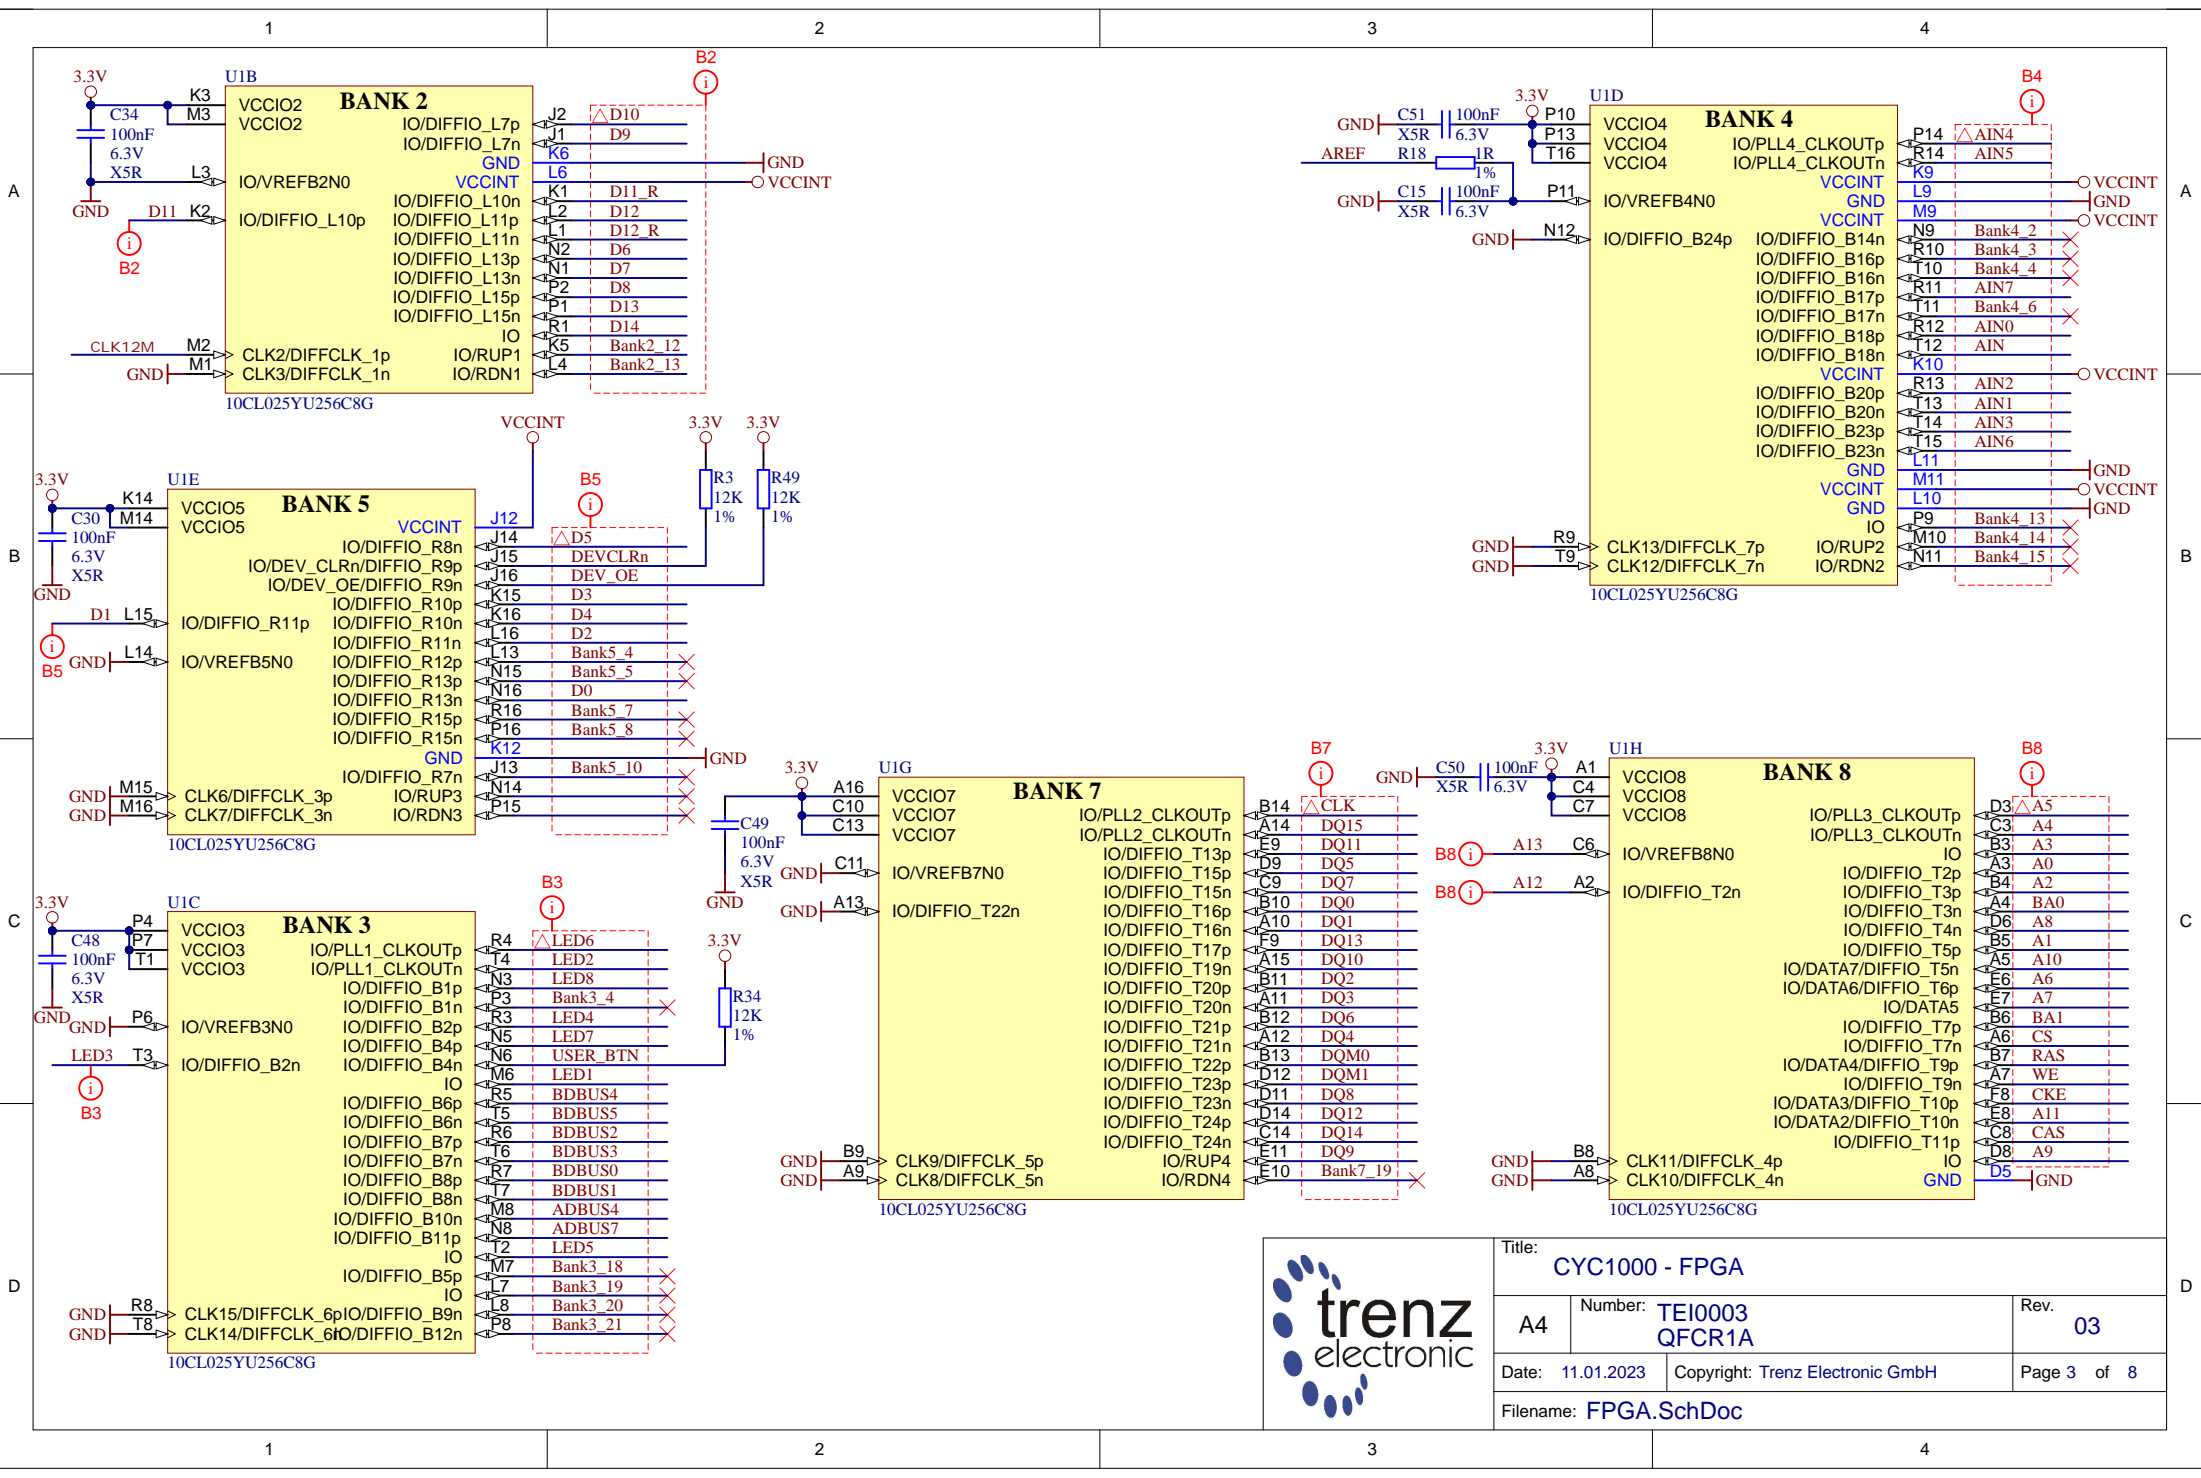 1 2 3 4
A B C D
B2
3.3V
U1B
BANK 2
K3 VCCIO2
M3 VCCIO2
C34
100nF
6.3V
X5R
GND
L3 IO/VREFB2N0
D11 K2 IO/DIFFIO_L10p
B2
CLK12M M2 CLK2/DIFFCLK_1p
GND M1 CLK3/DIFFCLK_1n
IO/DIFFIO_L7p J2 D10
IO/DIFFIO_L7n J1 D9
GND K6 GND
VCCINT L6 VCCINT
IO/DIFFIO_L10n K1 D11_R
IO/DIFFIO_L11p L2 D12
IO/DIFFIO_L11n L1 D12_R
IO/DIFFIO_L13p N2 D6
IO/DIFFIO_L13n N1 D7
IO/DIFFIO_L15p P2 D8
IO/DIFFIO_L15n P1 D13
IO R1 D14
IO/RUP1 K5 Bank2_12
IO/RDN1 L4 Bank2_13
10CL025YU256C8G
B4
U1D
BANK 4
3.3V
GND C51 100nF
X5R 6.3V
AREF R18 1R
1%
GND C15 100nF
X5R 6.3V
P10 VCCIO4
P13 VCCIO4
T16 VCCIO4
P11 IO/VREFB4N0
GND N12 IO/DIFFIO_B24p
GND R9 CLK13/DIFFCLK_7p
GND T9 CLK12/DIFFCLK_7n
IO/PLL4_CLKOUTp P14 AIN4
IO/PLL4_CLKOUTn R14 AIN5
VCCINT K9 VCCINT
GND L9 GND
VCCINT M9 VCCINT
IO/DIFFIO_B14n N9 Bank4_2
IO/DIFFIO_B16p R10 Bank4_3
IO/DIFFIO_B16n T10 Bank4_4
IO/DIFFIO_B17p R11 AIN7
IO/DIFFIO_B17n T11 Bank4_6
IO/DIFFIO_B18p R12 AIN0
IO/DIFFIO_B18n T12 AIN
VCCINT K10 VCCINT
IO/DIFFIO_B20p R13 AIN2
IO/DIFFIO_B20n T13 AIN1
IO/DIFFIO_B23p T14 AIN3
IO/DIFFIO_B23n T15 AIN6
GND L11 GND
VCCINT M11 VCCINT
GND L10 GND
IO P9 Bank4_13
IO/RUP2 M10 Bank4_14
IO/RDN2 N11 Bank4_15
10CL025YU256C8G
VCCINT 3.3V 3.3V
R3 R49
12K 12K
1% 1%
B5
3.3V
U1E
BANK 5
K14 VCCIO5
M14 VCCIO5
C30
100nF
6.3V
X5R
GND
D1 L15 IO/DIFFIO_R11p
B5
GND L14 IO/VREFB5N0
GND M15 CLK6/DIFFCLK_3p
GND M16 CLK7/DIFFCLK_3n
VCCINT J12
IO/DIFFIO_R8n J14 D5
IO/DEV_CLRn/DIFFIO_R9p J15 DEVCLRn
IO/DEV_OE/DIFFIO_R9n J16 DEV_OE
IO/DIFFIO_R10p K15 D3
IO/DIFFIO_R10n K16 D4
IO/DIFFIO_R11n L16 D2
IO/DIFFIO_R12p L13 Bank5_4
IO/DIFFIO_R13p N15 Bank5_5
IO/DIFFIO_R13n N16 D0
IO/DIFFIO_R15p R16 Bank5_7
IO/DIFFIO_R15n P16 Bank5_8
GND K12 GND
IO/DIFFIO_R7n J13 Bank5_10
IO/RUP3 N14
IO/RDN3 P15
10CL025YU256C8G
B3
3.3V
U1C
BANK 3
P4 VCCIO3
P7 VCCIO3
T1 VCCIO3
C48
100nF
6.3V
X5R
GND
GND P6 IO/VREFB3N0
LED3 T3 IO/DIFFIO_B2n
B3
GND R8 CLK15/DIFFCLK_6p
GND T8 CLK14/DIFFCLK_6n
IO/PLL1_CLKOUTp R4 LED6
IO/PLL1_CLKOUTn T4 LED2
IO/DIFFIO_B1p N3 LED8
IO/DIFFIO_B1n P3 Bank3_4
IO/DIFFIO_B2p R3 LED4
IO/DIFFIO_B4p N5 LED7
IO/DIFFIO_B4n N6 USER_BTN
IO M6 LED1
IO/DIFFIO_B6p R5 BDBUS4
IO/DIFFIO_B6n T5 BDBUS5
IO/DIFFIO_B7p R6 BDBUS2
IO/DIFFIO_B7n T6 BDBUS3
IO/DIFFIO_B8p R7 BDBUS0
IO/DIFFIO_B8n T7 BDBUS1
IO/DIFFIO_B10n M8 ADBUS4
IO/DIFFIO_B11p N8 ADBUS7
IO T2 LED5
IO/DIFFIO_B5p M7 Bank3_18
IO L7 Bank3_19
IO/DIFFIO_B9n L8 Bank3_20
IO/DIFFIO_B12n P8 Bank3_21
10CL025YU256C8G
3.3V
R34
12K
1%
B7
3.3V
U1G
BANK 7
A16 VCCIO7
C10 VCCIO7
C13 VCCIO7
C49
100nF
6.3V
X5R
GND
GND C11 IO/VREFB7N0
GND A13 IO/DIFFIO_T22n
GND B9 CLK9/DIFFCLK_5p
GND A9 CLK8/DIFFCLK_5n
IO/PLL2_CLKOUTp B14 CLK
IO/PLL2_CLKOUTn A14 DQ15
IO/DIFFIO_T13p E9 DQ11
IO/DIFFIO_T15p D9 DQ5
IO/DIFFIO_T15n C9 DQ7
IO/DIFFIO_T16p B10 DQ0
IO/DIFFIO_T16n A10 DQ1
IO/DIFFIO_T17p F9 DQ13
IO/DIFFIO_T19n A15 DQ10
IO/DIFFIO_T20p B11 DQ2
IO/DIFFIO_T20n A11 DQ3
IO/DIFFIO_T21p B12 DQ6
IO/DIFFIO_T21n A12 DQ4
IO/DIFFIO_T22p B13 DQM0
IO/DIFFIO_T23p D12 DQM1
IO/DIFFIO_T23n D11 DQ8
IO/DIFFIO_T24p D14 DQ12
IO/DIFFIO_T24n C14 DQ14
IO/RUP4 E11 DQ9
IO/RDN4 E10 Bank7_19
10CL025YU256C8G
B8
3.3V
U1H
BANK 8
GND C50 100nF
X5R 6.3V
A1 VCCIO8
C4 VCCIO8
C7 VCCIO8
B8 A13 C6 IO/VREFB8N0
B8 A12 A2 IO/DIFFIO_T2n
GND B8 CLK11/DIFFCLK_4p
GND A8 CLK10/DIFFCLK_4n
IO/PLL3_CLKOUTp D3 A5
IO/PLL3_CLKOUTn C3 A4
IO B3 A3
IO/DIFFIO_T2p A3 A0
IO/DIFFIO_T3p B4 A2
IO/DIFFIO_T3n A4 BA0
IO/DIFFIO_T4n D6 A8
IO/DIFFIO_T5p B5 A1
IO/DATA7/DIFFIO_T5n A5 A10
IO/DATA6/DIFFIO_T6p E6 A6
IO/DATA5 E7 A7
IO/DIFFIO_T7p B6 BA1
IO/DIFFIO_T7n A6 CS
IO/DATA4/DIFFIO_T9p B7 RAS
IO/DIFFIO_T9n A7 WE
IO/DATA3/DIFFIO_T10p F8 CKE
IO/DATA2/DIFFIO_T10n E8 A11
IO/DIFFIO_T11p C8 CAS
IO D8 A9
GND D5 GND
10CL025YU256C8G
trenz
electronic
Title:
CYC1000 - FPGA
A4
Number: TEI0003
QFCR1A
Rev.
03
Date: 11.01.2023 Copyright: Trenz Electronic GmbH Page 3 of 8
Filename: FPGA.SchDoc
A B C D
1 2 3 4